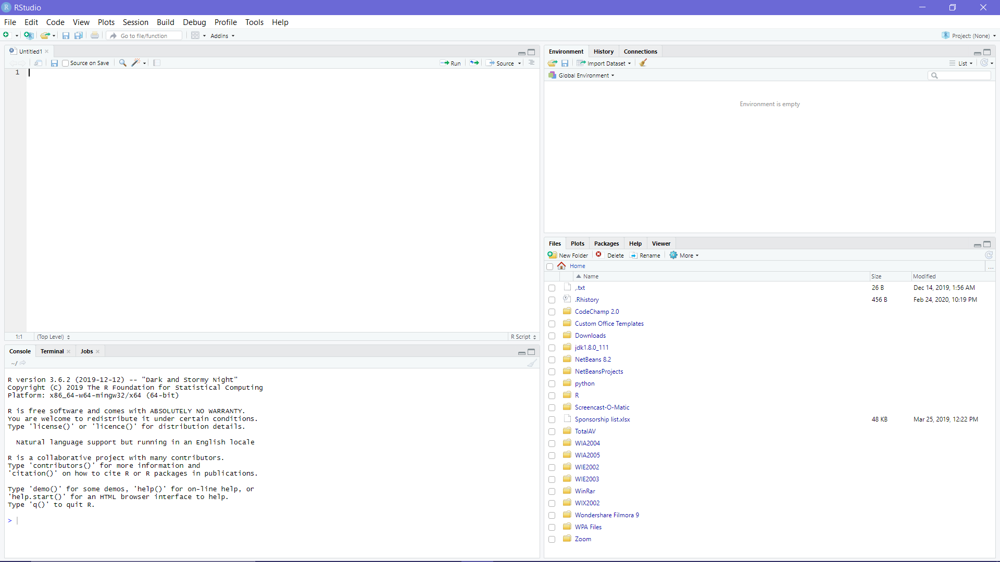 RStudio
File Edit Code View Plots Session Build Debug Profile Tools Help
Go to file/function Addins Project: (None)
Untitled1
Source on Save Run Source
1
1:1 (Top Level) R Script
Console Terminal Jobs
~/
R version 3.6.2 (2019-12-12) -- "Dark and Stormy Night"
Copyright (C) 2019 The R Foundation for Statistical Computing
Platform: x86_64-w64-mingw32/x64 (64-bit)
R is free software and comes with ABSOLUTELY NO WARRANTY.
You are welcome to redistribute it under certain conditions.
Type 'license()' or 'licence()' for distribution details.
Natural language support but running in an English locale
R is a collaborative project with many contributors.
Type 'contributors()' for more information and
'citation()' on how to cite R or R packages in publications.
Type 'demo()' for some demos, 'help()' for on-line help, or
'help.start()' for an HTML browser interface to help.
Type 'q()' to quit R.
>
Environment History Connections
Import Dataset List
Global Environment
Environment is empty
Files Plots Packages Help Viewer
New Folder Delete Rename More
Home ...
Name Size Modified
,.txt 26 B Dec 14, 2019, 1:56 AM
.Rhistory 456 B Feb 24, 2020, 10:19 PM
CodeChamp 2.0
Custom Office Templates
Downloads
jdk1.8.0_111
NetBeans 8.2
NetBeansProjects
python
R
Screencast-O-Matic
Sponsorship list.xlsx 48 KB Mar 25, 2019, 12:22 PM
TotalAV
WIA2004
WIA2005
WIE2002
WIE2003
WinRar
WIX2002
Wondershare Filmora 9
WPA Files
Zoom